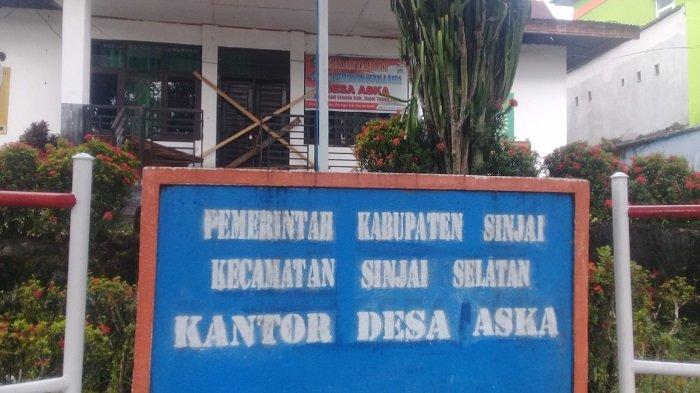 DESA ASKA
PEMERINTAH KABUPATEN SINJAI
KECAMATAN SINJAI SELATAN
KANTOR DESA ASKA